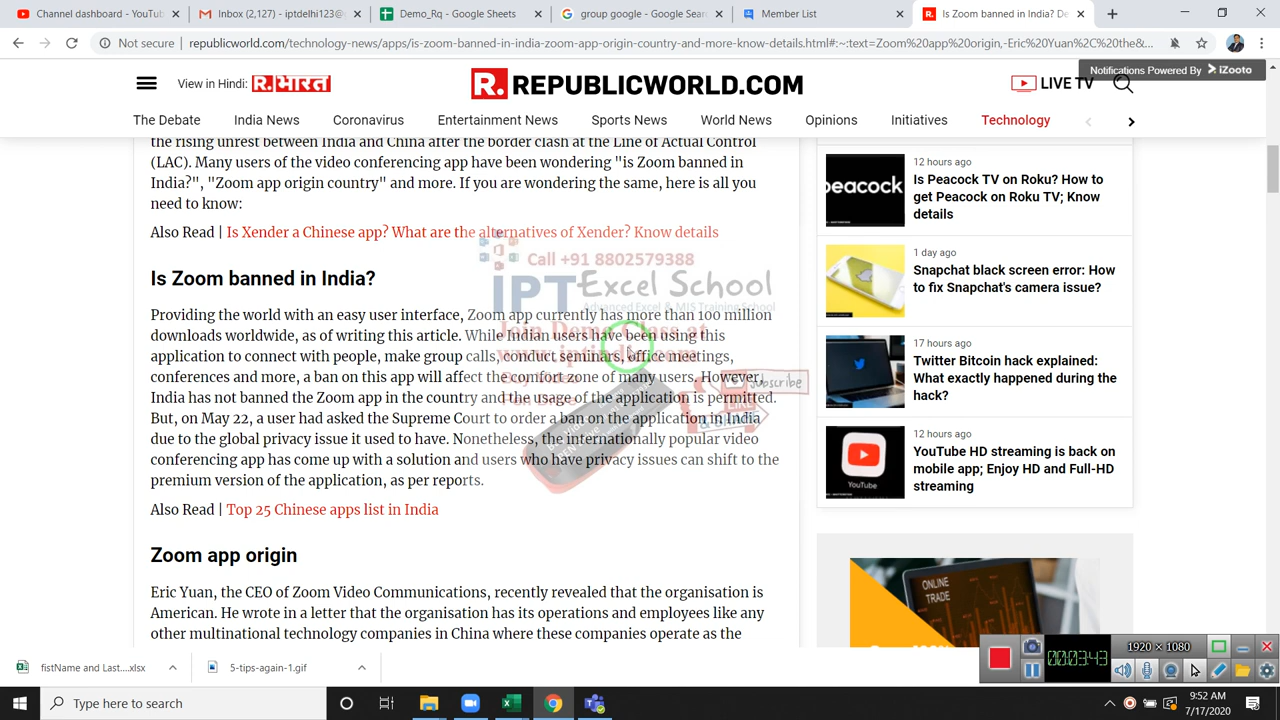 Channel dashboard - YouTu
Inbox (2,127) - iptdelhi123@
Demo_Rq - Google Sheets
group google - Google Sear
Member List
Is Zoom banned in India? De
Not secure | republicworld.com/technology-news/apps/is-zoom-banned-in-india-zoom-app-origin-country-and-more-know-details.html#:~:text=Zoom%20app%20origin,-Eric%20Yuan%2C%20the&...
Notifications Powered By iZooto
View in Hindi: R. भारत
R. REPUBLICWORLD.COM
LIVE TV
The Debate
India News
Coronavirus
Entertainment News
Sports News
World News
Opinions
Initiatives
Technology
the rising unrest between India and China after the border clash at the Line of Actual Control
(LAC). Many users of the video conferencing app have been wondering "is Zoom banned in
India?", "Zoom app origin country" and more. If you are wondering the same, here is all you
need to know:
Also Read | Is Xender a Chinese app? What are the alternatives of Xender? Know details
Call +91 8802579388
IPT Excel School
Advanced Excel & MIS Training School
Is Zoom banned in India?
Providing the world with an easy user interface, Zoom app currently has more than 100 million
downloads worldwide, as of writing this article. While Indian users have been using this
application to connect with people, make group calls, conduct seminars, office meetings,
conferences and more, a ban on this app will affect the comfort zone of many users. However,
India has not banned the Zoom app in the country and the usage of the application is permitted.
But, on May 22, a user had asked the Supreme Court to order a ban on the application in India
due to the global privacy issue it used to have. Nonetheless, the internationally popular video
conferencing app has come up with a solution and users who have privacy issues can shift to the
premium version of the application, as per reports.
Join Demo Class at
Subscribe
Also Read | Top 25 Chinese apps list in India
Zoom app origin
Eric Yuan, the CEO of Zoom Video Communications, recently revealed that the organisation is
American. He wrote in a letter that the organisation has its operations and employees like any
other multinational technology companies in China where these companies operate as the
12 hours ago
peacock
Is Peacock TV on Roku? How to
get Peacock on Roku TV; Know
details
1 day ago
Snapchat black screen error: How
to fix Snapchat's camera issue?
17 hours ago
Twitter Bitcoin hack explained:
What exactly happened during the
hack?
12 hours ago
YouTube
YouTube HD streaming is back on
mobile app; Enjoy HD and Full-HD
streaming
ONLINE
TRADE
fistName and Last....xlsx
5-tips-again-1.gif
00:03:43
1920 × 1080
Type here to search
9:52 AM
7/17/2020